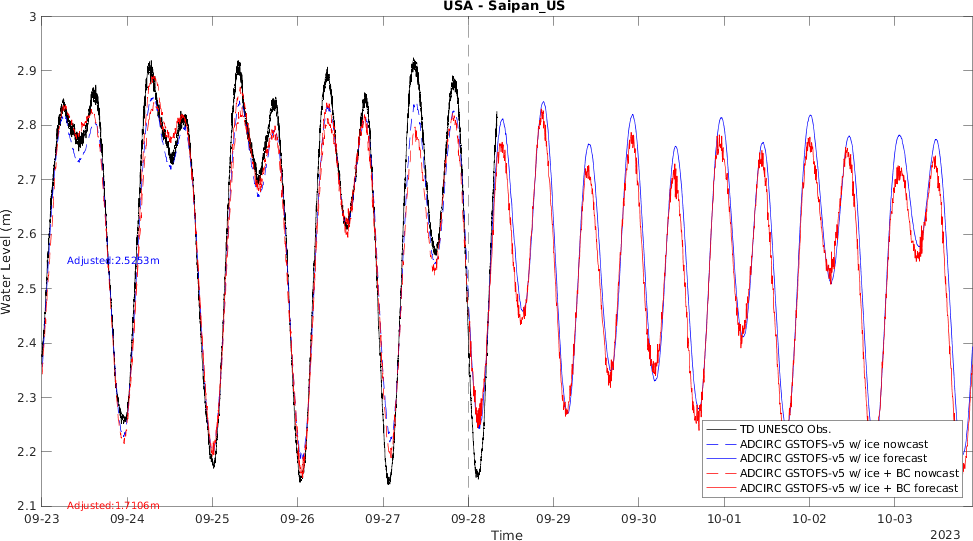 USA - Saipan_US
3
2.9
2.8
2.7
2.6
2.5
2.4
2.3
2.2
2.1
Water Level (m)
Adjusted:2.5253m
Adjusted:1.7106m
TD UNESCO Obs.
ADCIRC GSTOFS-v5 w/ ice nowcast
ADCIRC GSTOFS-v5 w/ ice forecast
ADCIRC GSTOFS-v5 w/ ice + BC nowcast
ADCIRC GSTOFS-v5 w/ ice + BC forecast
09-23 09-24 09-25 09-26 09-27 09-28 09-29 09-30 10-01 10-02 10-03
Time
2023